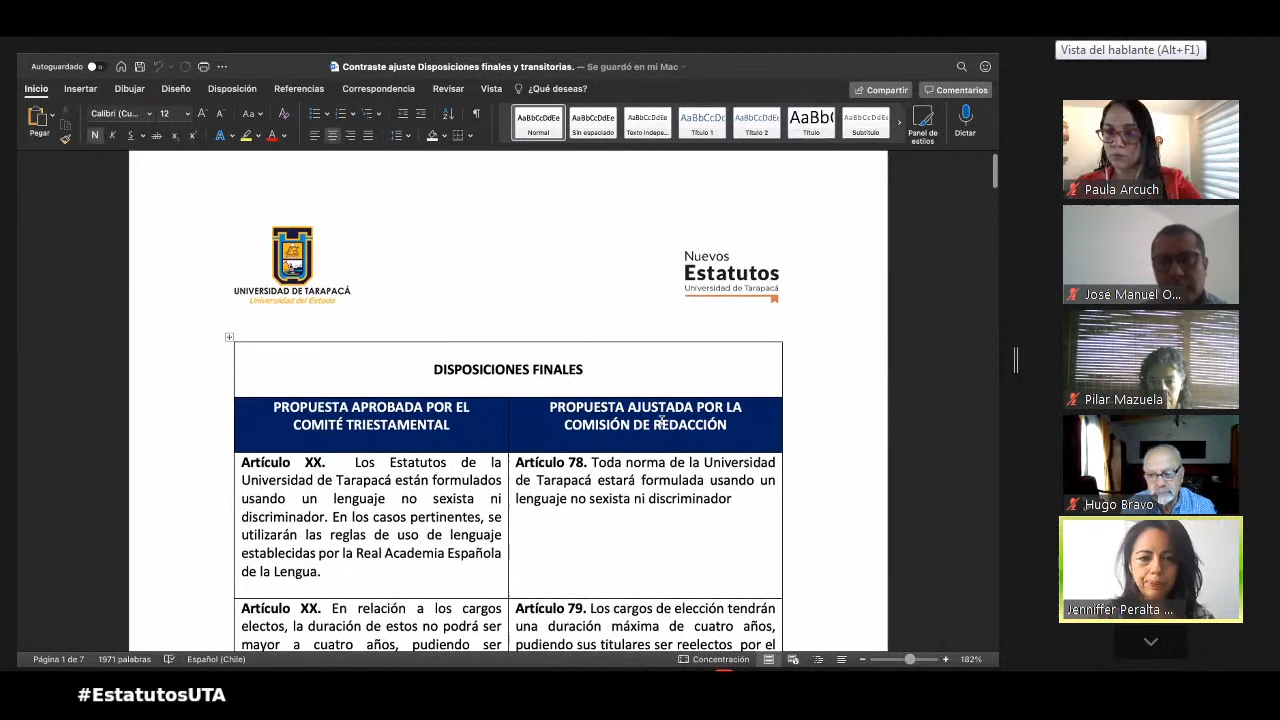 Vista del hablante (Alt+F1)
Autoguardado
Contraste ajuste Disposiciones finales y transitorias. — Se guardó en mi Mac
Inicio Insertar Dibujar Diseño Disposición Referencias Correspondencia Revisar Vista ¿Qué deseas? Compartir Comentarios
Pegar
Calibri (Cu... 12
N K S ab x₂ x²
AaBbCcDdEe Normal
AaBbCcDdEe Sin espaciado
AaBbCcDdEe Texto indepe...
AaBbCcDc Título 1
AaBbCcDdEe Título 2
AaBb( Título
AaBbCcDdEe Subtítulo
Panel de estilos
Dictar
UNIVERSIDAD DE TARAPACÁ
Universidad del Estado
Nuevos
Estatutos
Universidad de Tarapacá
DISPOSICIONES FINALES
PROPUESTA APROBADA POR EL
COMITÉ TRIESTAMENTAL
PROPUESTA AJUSTADA POR LA
COMISIÓN DE REDACCIÓN
Artículo XX. Los Estatutos de la
Universidad de Tarapacá están formulados
usando un lenguaje no sexista ni
discriminador. En los casos pertinentes, se
utilizarán las reglas de uso de lenguaje
establecidas por la Real Academia Española
de la Lengua.
Artículo 78. Toda norma de la Universidad
de Tarapacá estará formulada usando un
lenguaje no sexista ni discriminador
Artículo XX. En relación a los cargos
electos, la duración de estos no podrá ser
mayor a cuatro años, pudiendo ser
Artículo 79. Los cargos de elección tendrán
una duración máxima de cuatro años,
pudiendo sus titulares ser reelectos por el
Página 1 de 7 1971 palabras Español (Chile) Concentración 182%
Paula Arcuch
José Manuel O...
Pilar Mazuela
Hugo Bravo
Jenniffer Peralta ...
#EstatutosUTA